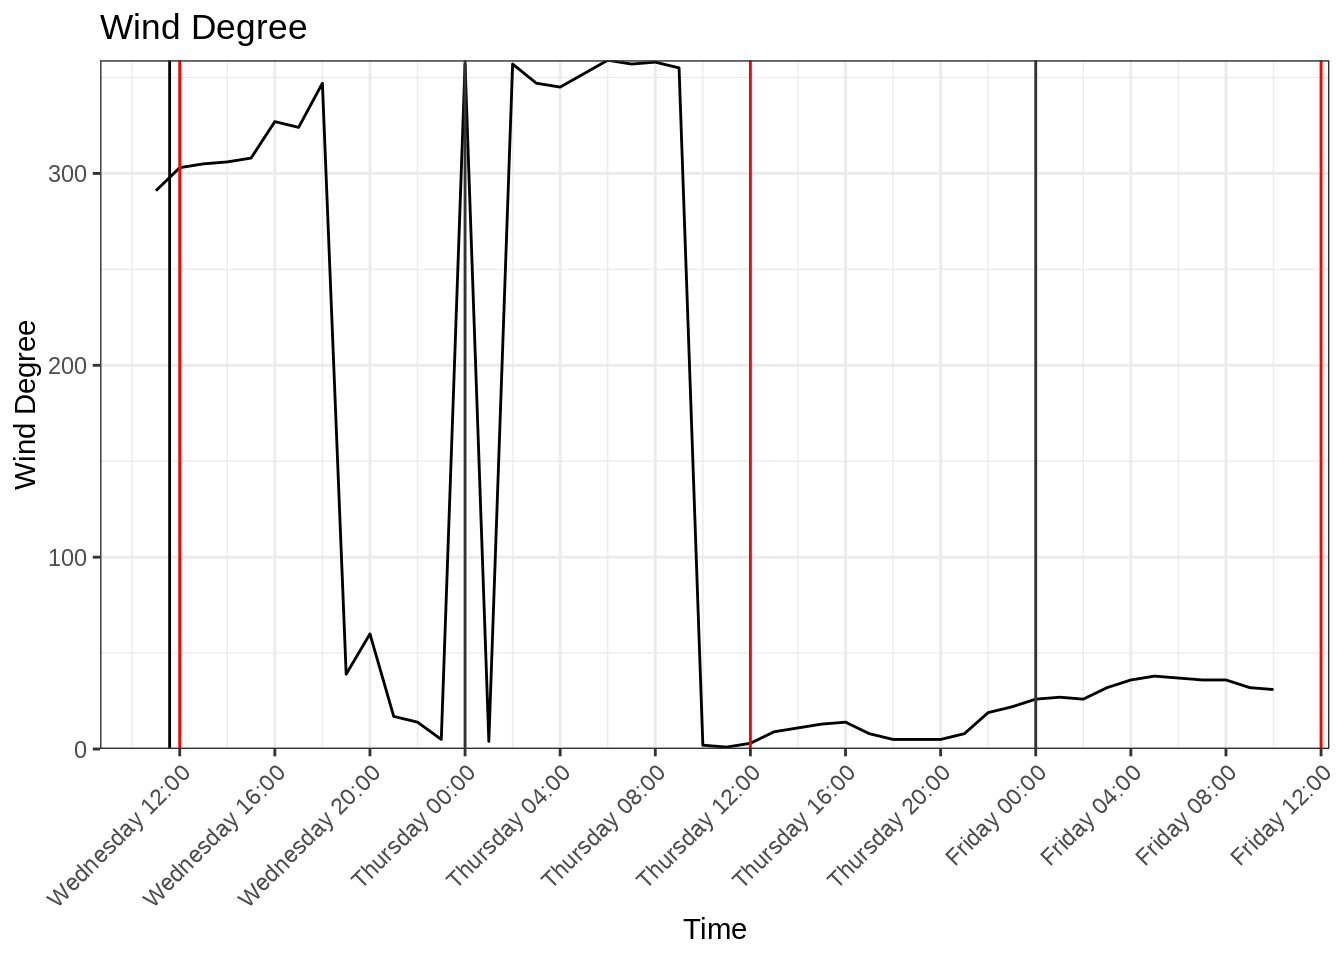 Wind Degree
Wind Degree
300
200
100
0
Wednesday 12:00
Wednesday 16:00
Wednesday 20:00
Thursday 00:00
Thursday 04:00
Thursday 08:00
Thursday 12:00
Thursday 16:00
Thursday 20:00
Friday 00:00
Friday 04:00
Friday 08:00
Friday 12:00
Time